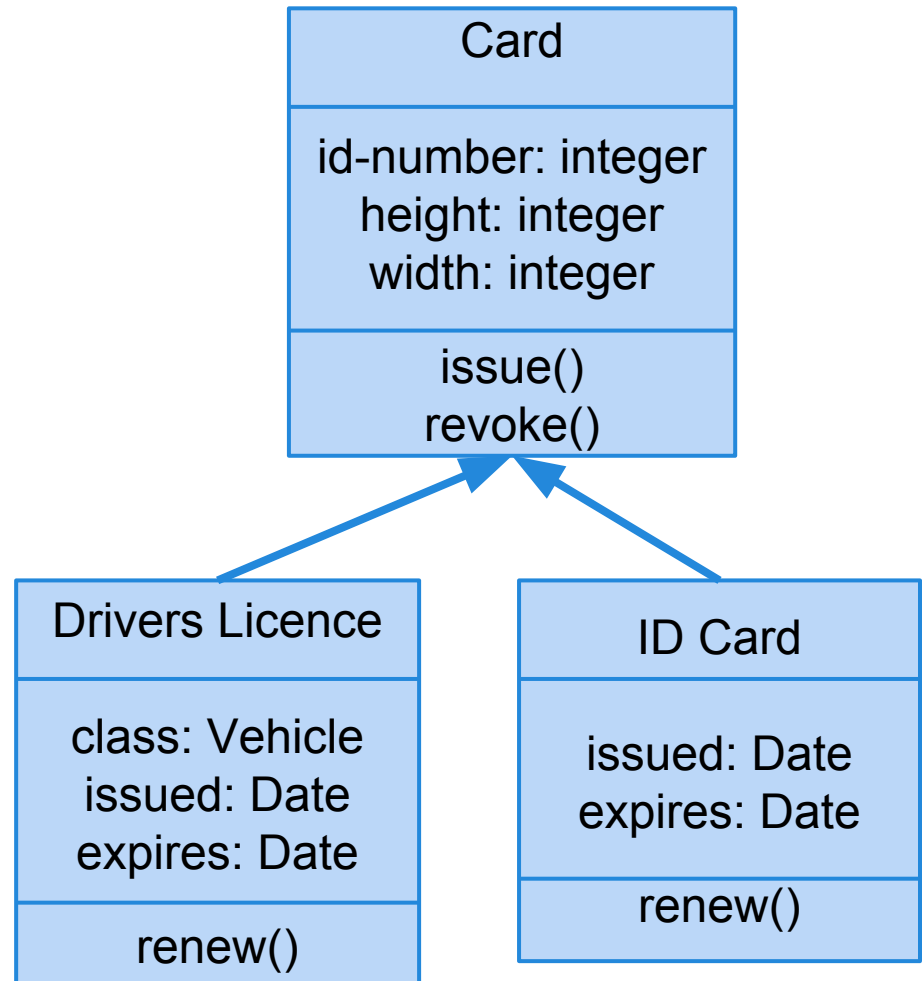 Card
id-number: integer
height: integer
width: integer
issue()
revoke()
Drivers Licence
class: Vehicle
issued: Date
expires: Date
renew()
ID Card
issued: Date
expires: Date
renew()